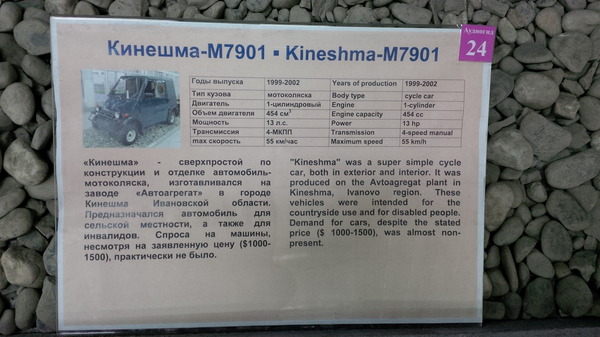 Аудиогид
24
Кинешма-М7901 ▪ Kineshma-M7901
Годы выпуска 1999-2002 Years of production 1999-2002
Тип кузова мотоколяска Body type cycle car
Двигатель 1-цилиндровый Engine 1-cylinder
Объем двигателя 454 см³ Engine capacity 454 cc
Мощность 13 л.с. Power 13 hp
Трансмиссия 4-МКПП Transmission 4-speed manual
max скорость 55 км/час Maximum speed 55 km/h
«Кинешма» - сверхпростой по
конструкции и отделке автомобиль-
мотоколяска, изготавливался на
заводе «Автоагрегат» в городе
Кинешма Ивановской области.
Предназначался автомобиль для
сельской местности, а также для
инвалидов. Спроса на машины,
несмотря на заявленную цену ($1000-
1500), практически не было.
"Kineshma" was a super simple cycle
car, both in exterior and interior. It was
produced on the Avtoagregat plant in
Kineshma, Ivanovo region. These
vehicles were intended for the
countryside use and for disabled people.
Demand for cars, despite the stated
price ($ 1000-1500), was almost non-
present.